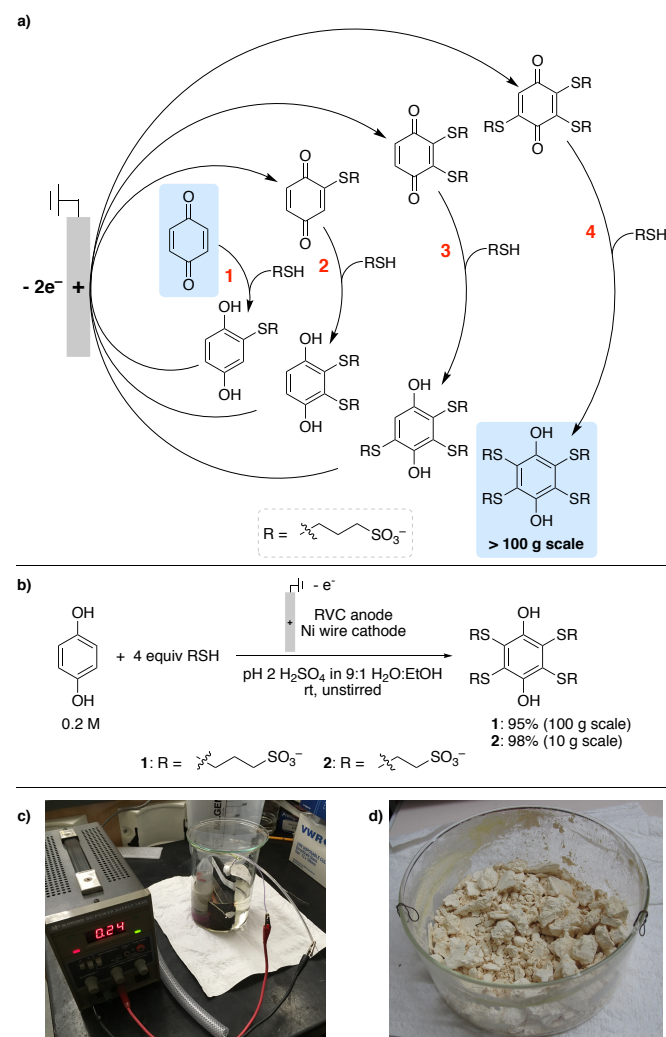 a)
O
SR
RS
SR
O
O
SR
SR
O
O
SR
O
O
O
- 2e⁻ +
1
RSH
2
RSH
3
RSH
4
RSH
OH
SR
OH
OH
SR
SR
OH
OH
SR
RS
SR
OH
OH
RS
SR
RS
SR
OH
> 100 g scale
R =
SO₃⁻
b)
OH
OH
0.2 M
+ 4 equiv RSH
- e⁻
+
RVC anode
Ni wire cathode
pH 2 H₂SO₄ in 9:1 H₂O:EtOH
rt, unstirred
OH
RS
SR
RS
SR
OH
1: 95% (100 g scale)
2: 98% (10 g scale)
1: R =
SO₃⁻
2: R =
SO₃⁻
c)
VWR
0.24
d)